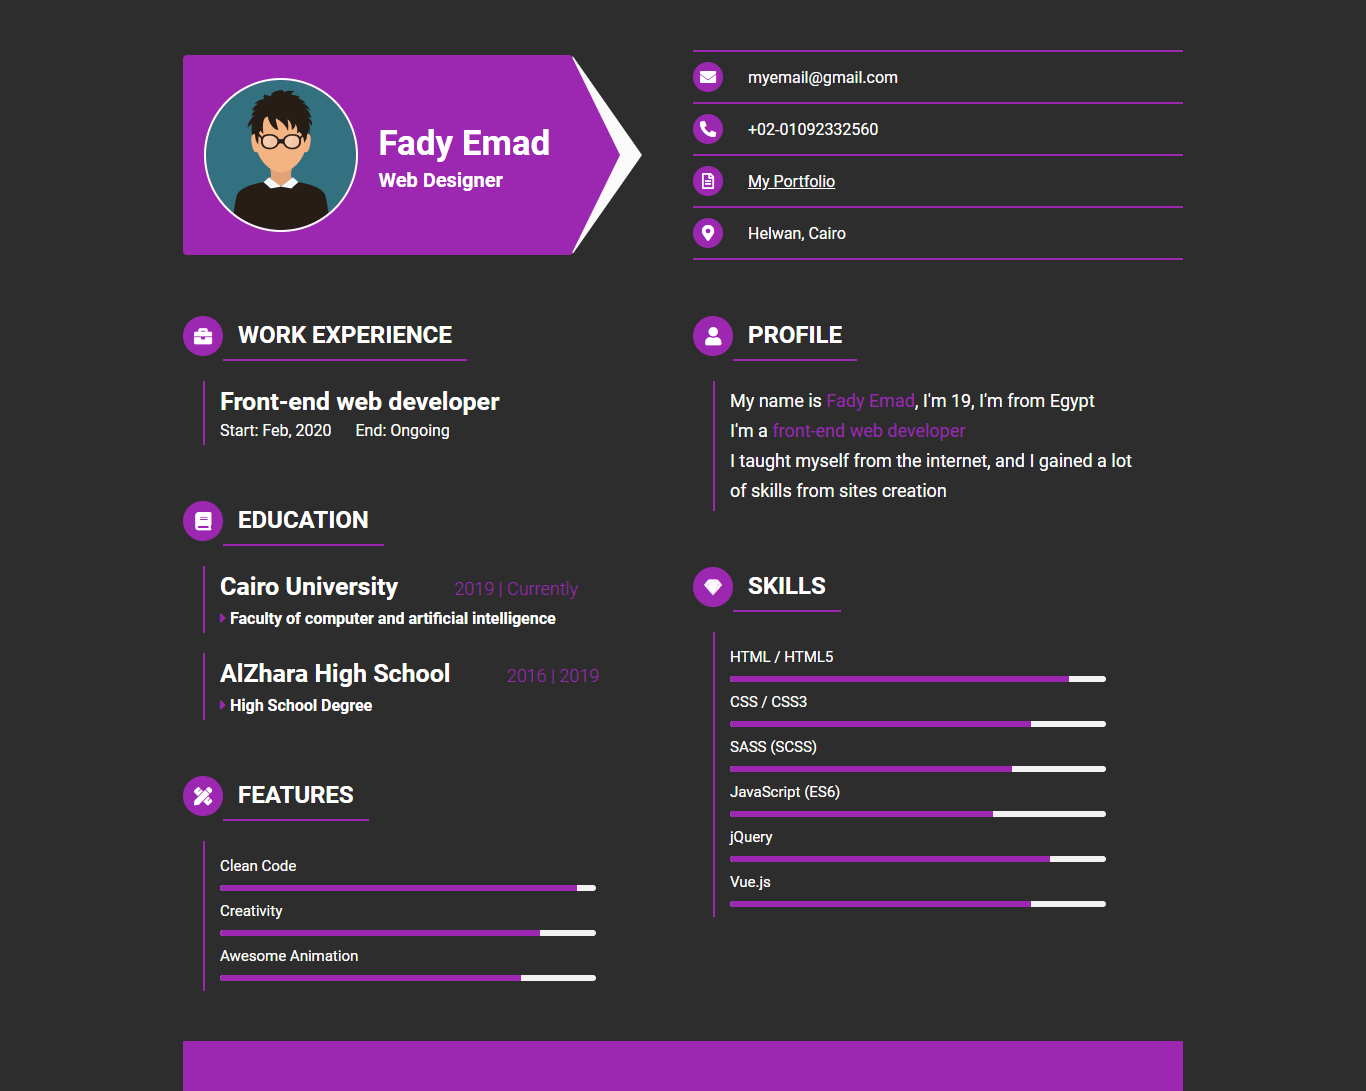 Fady Emad
Web Designer
myemail@gmail.com
+02-01092332560
My Portfolio
Helwan, Cairo
WORK EXPERIENCE
Front-end web developer
Start: Feb, 2020 End: Ongoing
EDUCATION
Cairo University 2019 | Currently
Faculty of computer and artificial intelligence
AlZhara High School 2016 | 2019
High School Degree
FEATURES
Clean Code
Creativity
Awesome Animation
PROFILE
My name is Fady Emad, I'm 19, I'm from Egypt
I'm a front-end web developer
I taught myself from the internet, and I gained a lot
of skills from sites creation
SKILLS
HTML / HTML5
CSS / CSS3
SASS (SCSS)
JavaScript (ES6)
jQuery
Vue.js